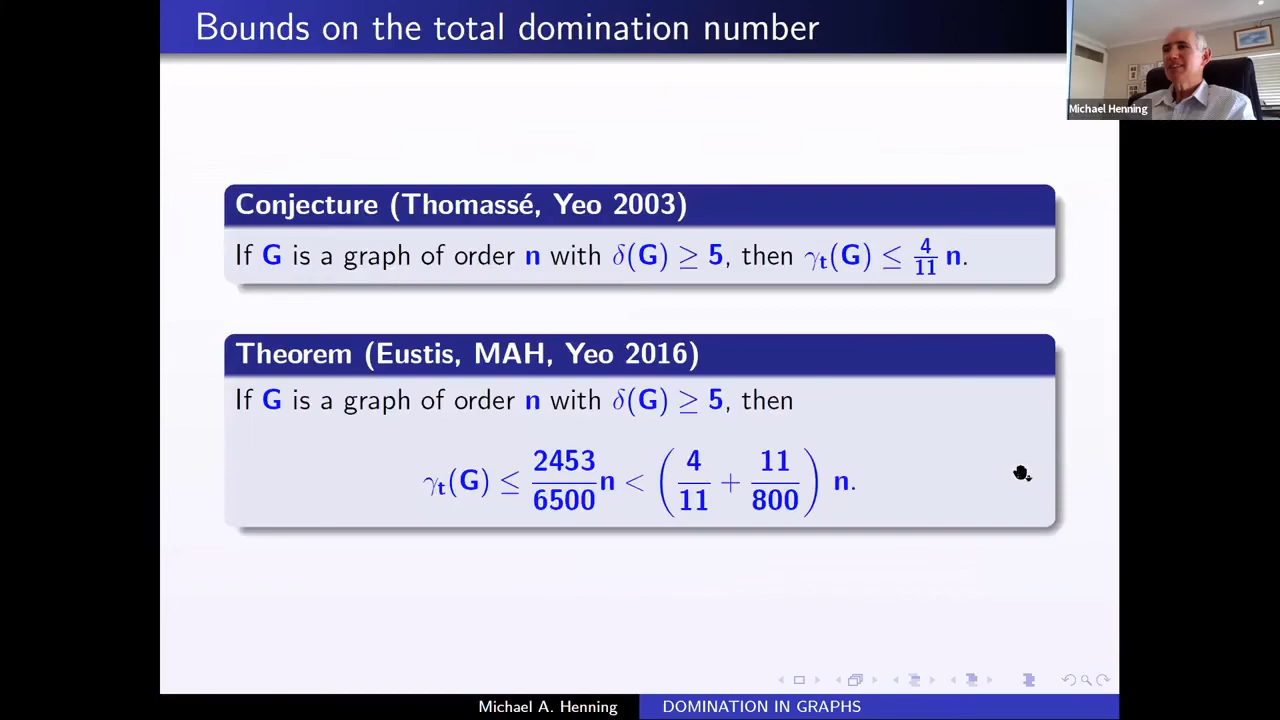 Bounds on the total domination number
Michael Henning
Conjecture (Thomassé, Yeo 2003)
If G is a graph of order n with δ(G) ≥ 5, then γt(G) ≤ 4/11 n.
Theorem (Eustis, MAH, Yeo 2016)
If G is a graph of order n with δ(G) ≥ 5, then
γt(G) ≤ 2453/6500 n < (4/11 + 11/800) n.
Michael A. Henning
DOMINATION IN GRAPHS